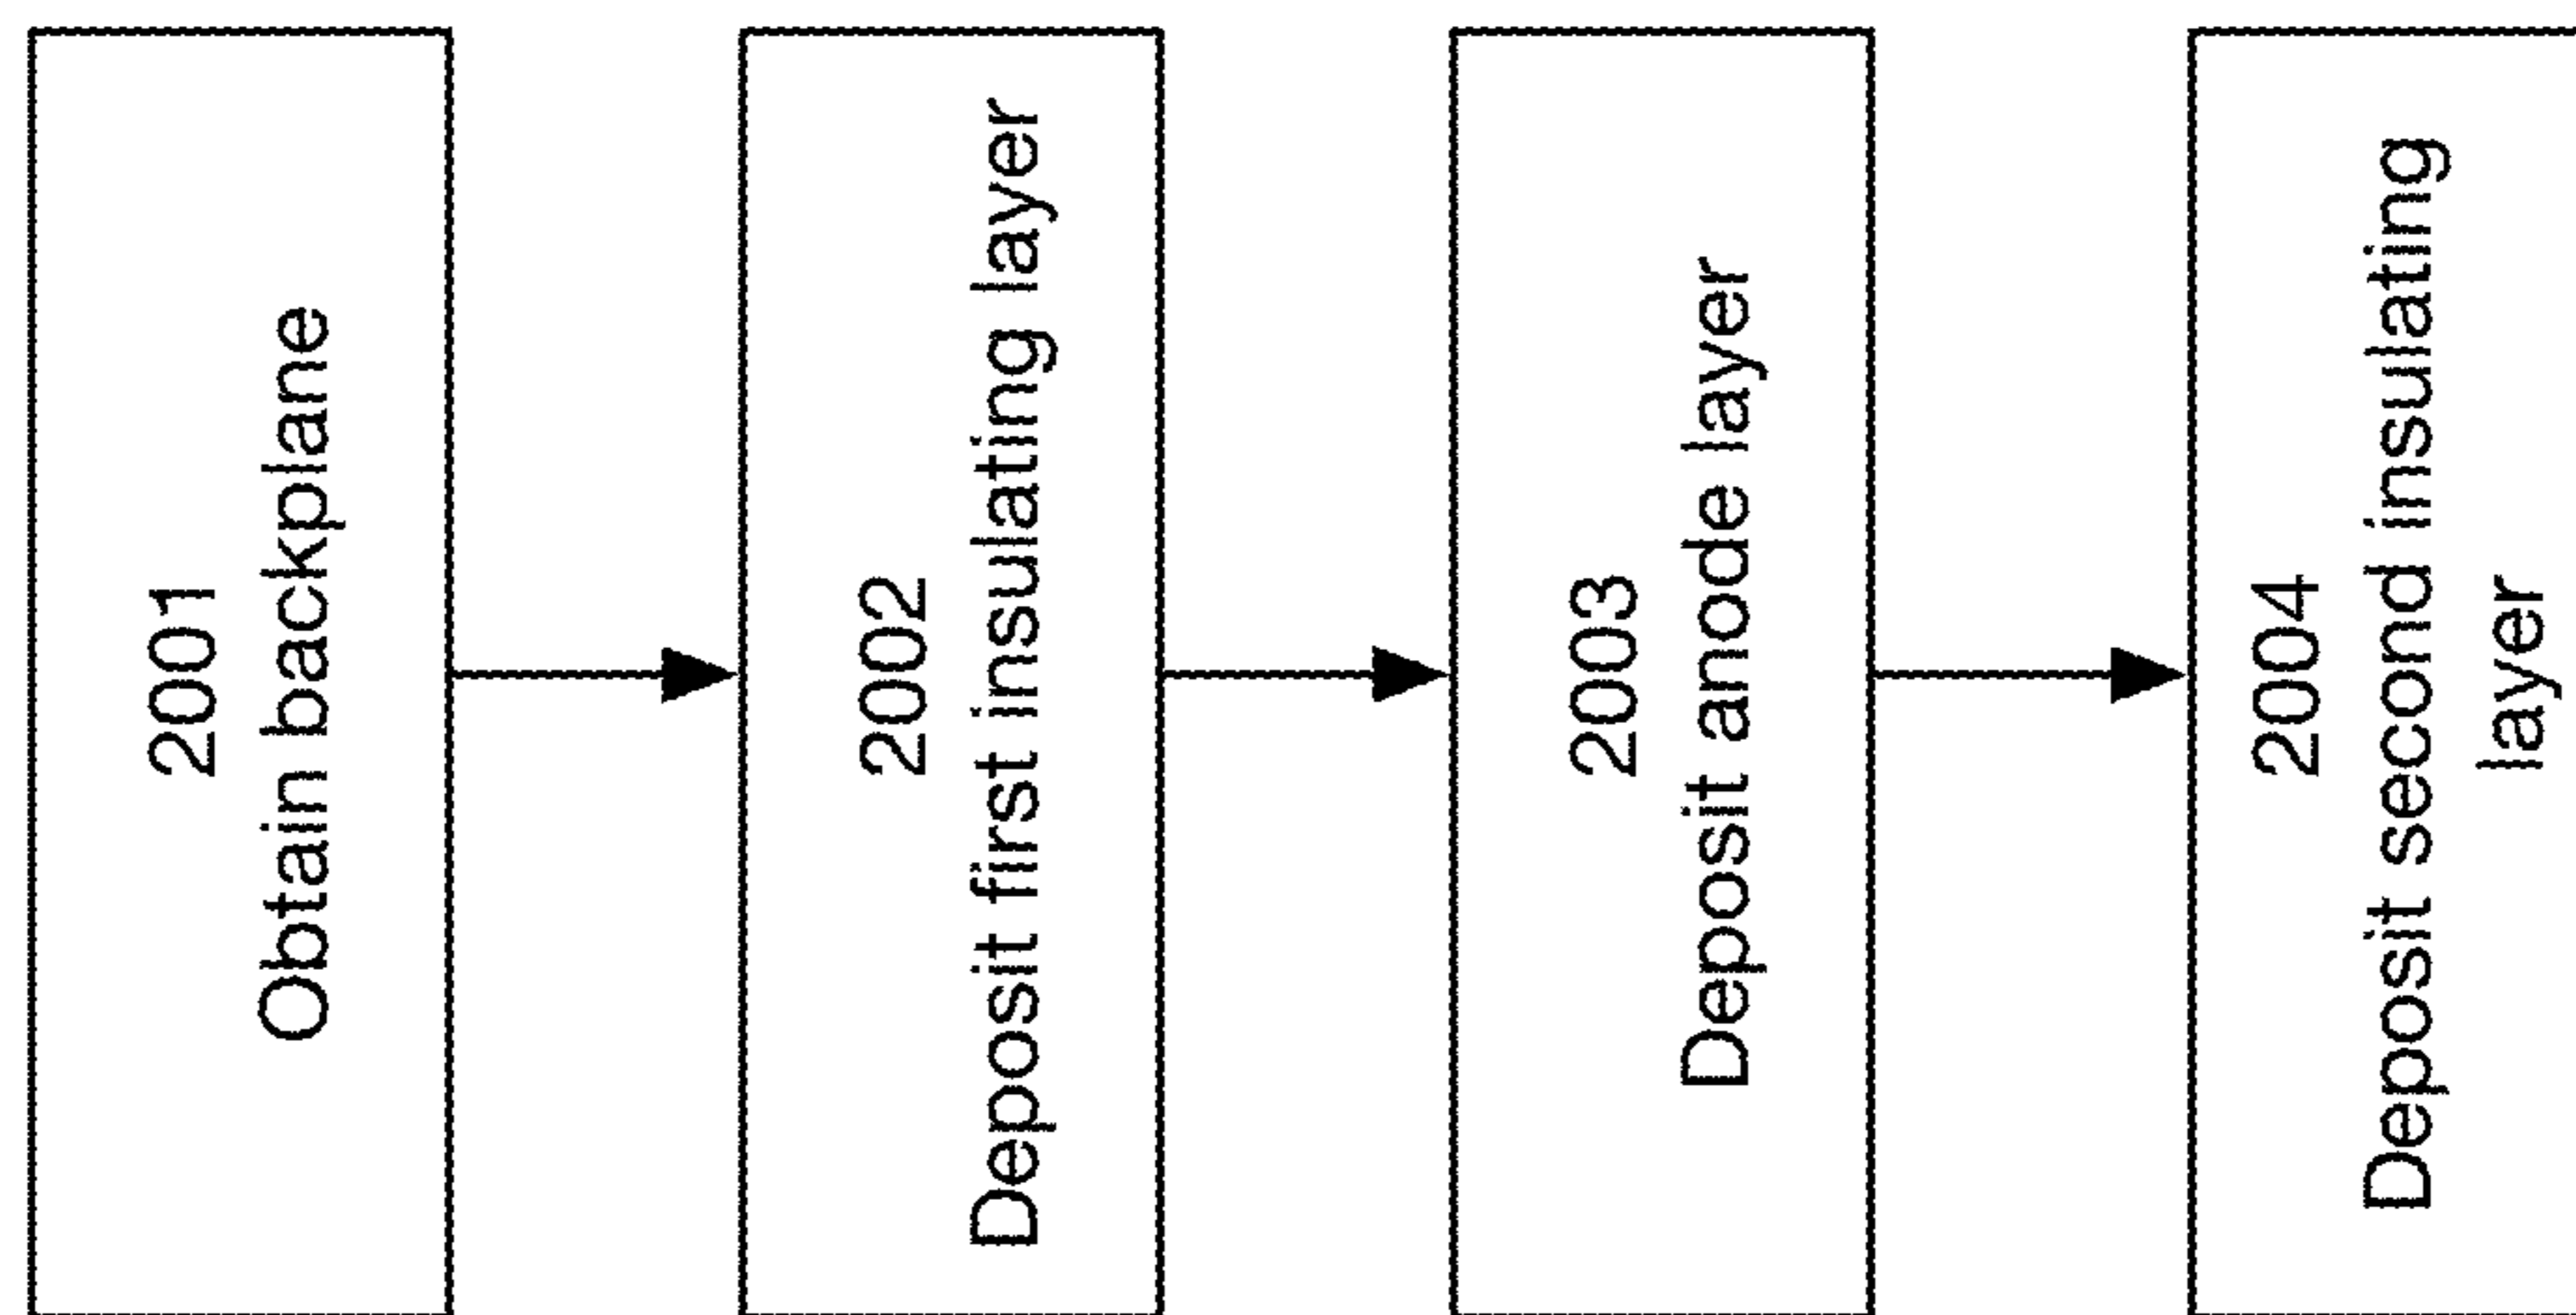 2001
Obtain backplane
2002
Deposit first insulating layer
2003
Deposit anode layer
2004
Deposit second insulating
layer